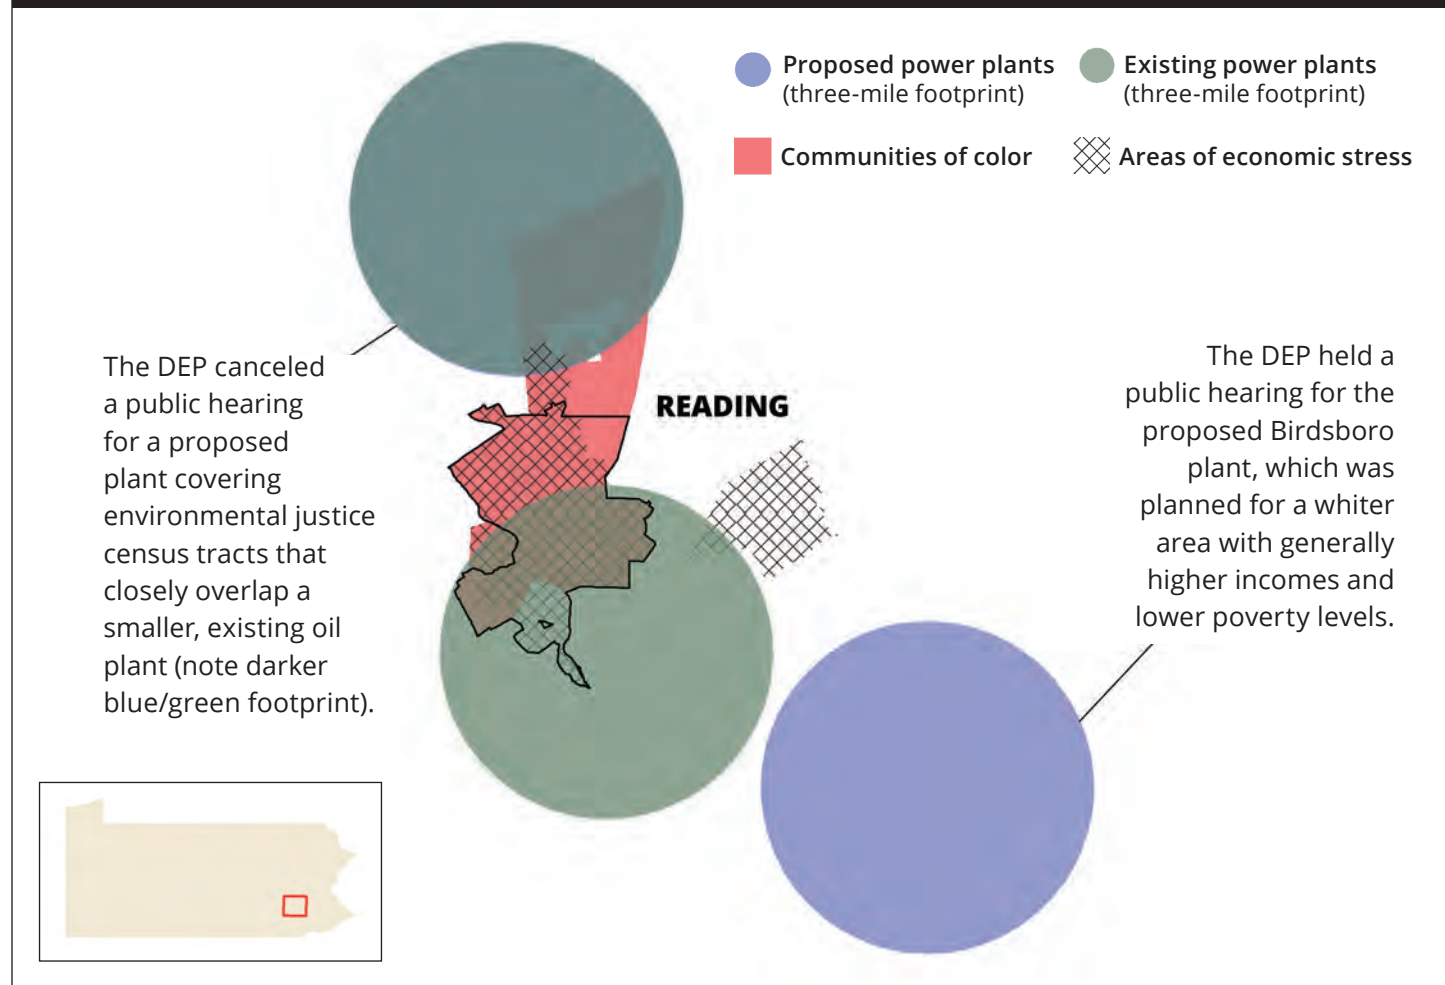 Proposed power plants
(three-mile footprint)
Existing power plants
(three-mile footprint)
Communities of color
Areas of economic stress
The DEP canceled
a public hearing
for a proposed
plant covering
environmental justice
census tracts that
closely overlap a
smaller, existing oil
plant (note darker
blue/green footprint).
READING
The DEP held a
public hearing for the
proposed Birdsboro
plant, which was
planned for a whiter
area with generally
higher incomes and
lower poverty levels.